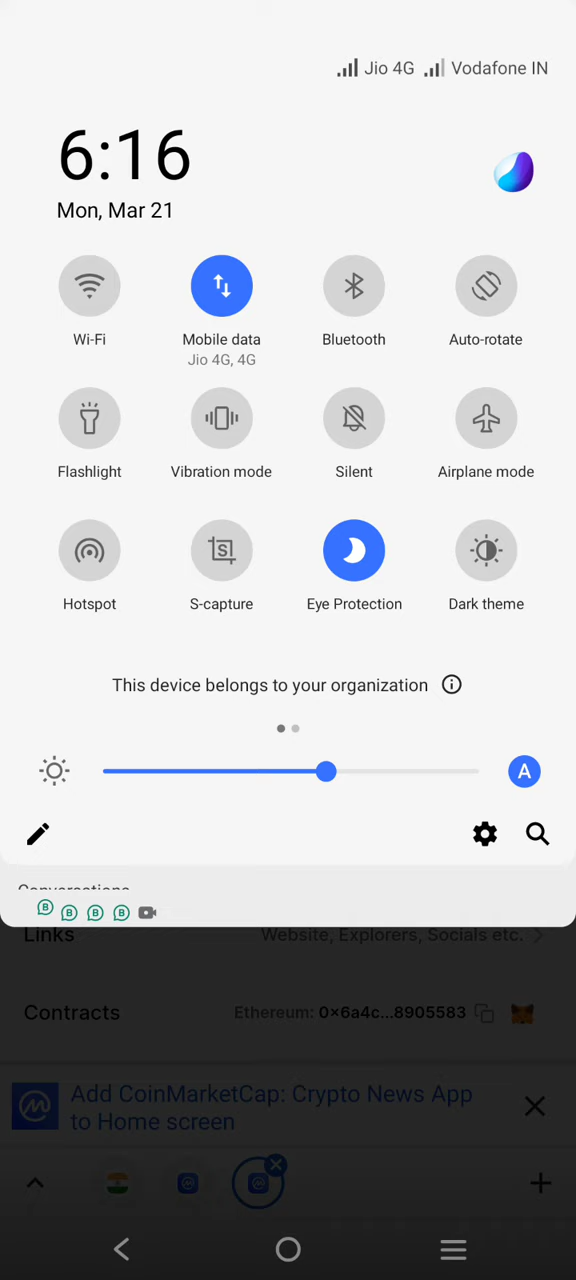 Jio 4G Vodafone IN
6:16
Mon, Mar 21
Wi-Fi Mobile data Bluetooth Auto-rotate
Jio 4G, 4G
Flashlight Vibration mode Silent Airplane mode
S
Hotspot S-capture Eye Protection Dark theme
This device belongs to your organization
A
Conversations
B B B B
Links Website, Explorers, Socials etc.
Contracts Ethereum: 0x6a4c...8905583
Add CoinMarketCap: Crypto News App
to Home screen